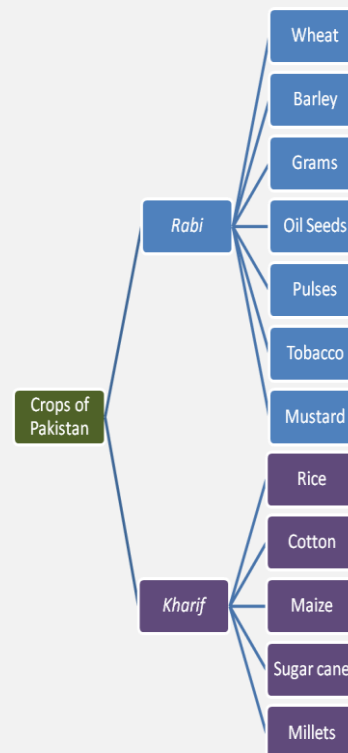 Wheat
Barley
Grams
Rabi
Oil Seeds
Pulses
Tobacco
Mustard
Crops of
Pakistan
Rice
Cotton
Kharif
Maize
Sugar cane
Millets